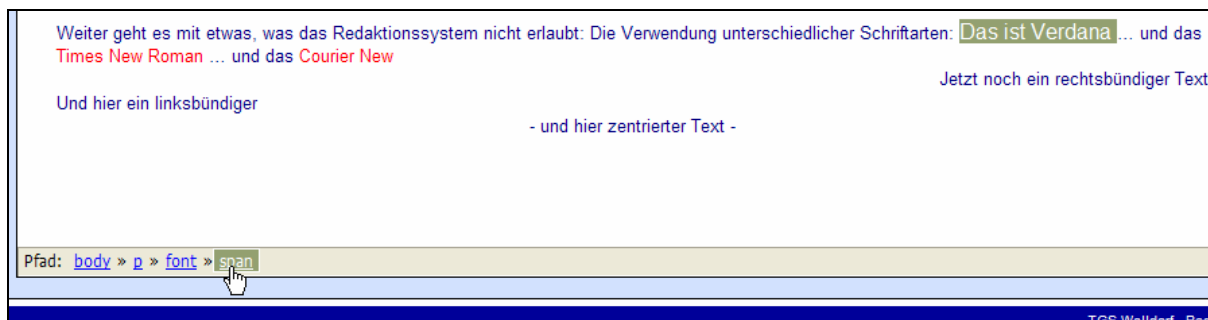 Weiter geht es mit etwas, was das Redaktionssystem nicht erlaubt: Die Verwendung unterschiedlicher Schriftarten: Das ist Verdana ... und das
Times New Roman ... und das Courier New
Jetzt noch ein rechtsbündiger Text
Und hier ein linksbündiger
- und hier zentrierter Text -
Pfad: body » p » font » span
TGS Walldorf